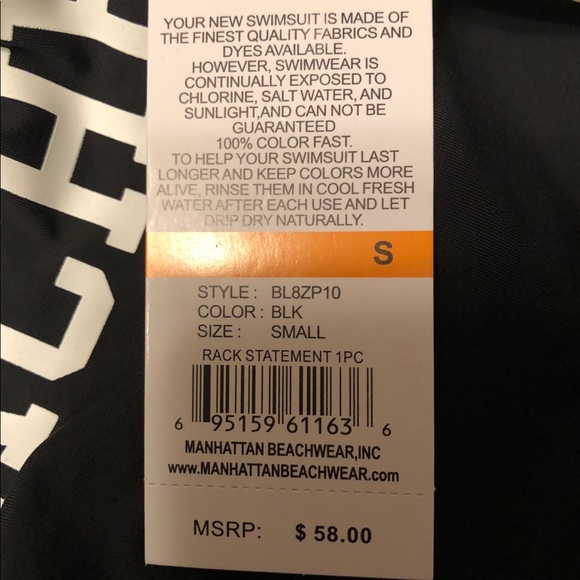 YOUR NEW SWIMSUIT IS MADE OF
THE FINEST QUALITY FABRICS AND
DYES AVAILABLE.
HOWEVER, SWIMWEAR IS
CONTINUALLY EXPOSED TO
CHLORINE, SALT WATER, AND
SUNLIGHT,AND CAN NOT BE
GUARANTEED
100% COLOR FAST.
TO HELP YOUR SWIMSUIT LAST
LONGER AND KEEP COLORS MORE
ALIVE, RINSE THEM IN COOL FRESH
WATER AFTER EACH USE AND LET
DRIP DRY NATURALLY.
S
STYLE : BL8ZP10
COLOR : BLK
SIZE : SMALL
RACK STATEMENT 1PC
6 95159 61163 6
MANHATTAN BEACHWEAR,INC
www.MANHATTANBEACHWEAR.com
MSRP: $ 58.00